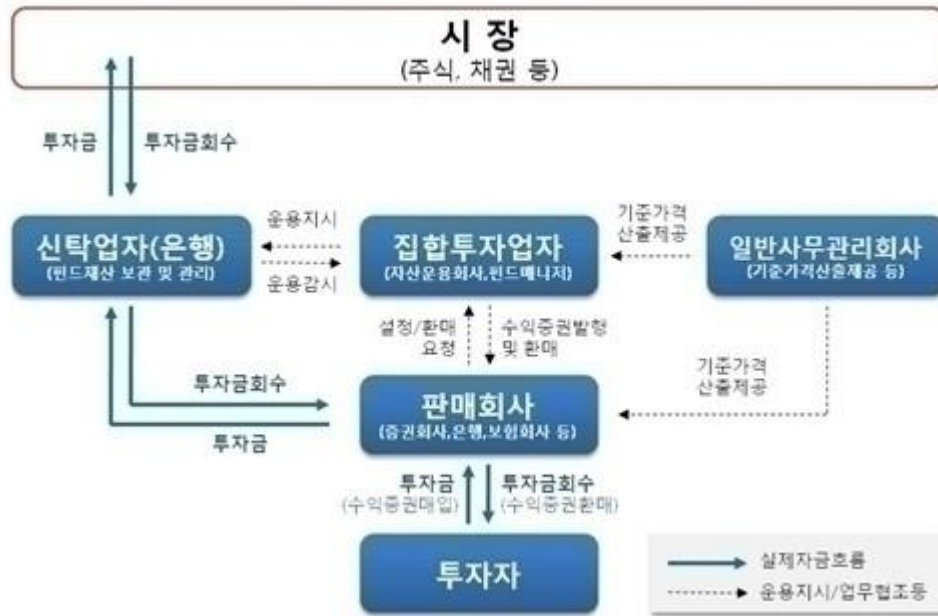 시 장
(주식, 채권 등)
투자금
투자금회수
신탁업자(은행)
(펀드재산 보관 및 관리)
운용지시
운용감시
집합투자업자
(자산운용회사,펀드매니저)
기준가격
산출제공
일반사무관리회사
(기준가격산출제공 등)
설정/환매
요청
수익증권발행
및 환매
기준가격
산출제공
투자금회수
투자금
판매회사
(증권회사,은행,보험회사 등)
투자금
(수익증권매입)
투자금회수
(수익증권환매)
투자자
실제자금흐름
운용지시/업무협조등